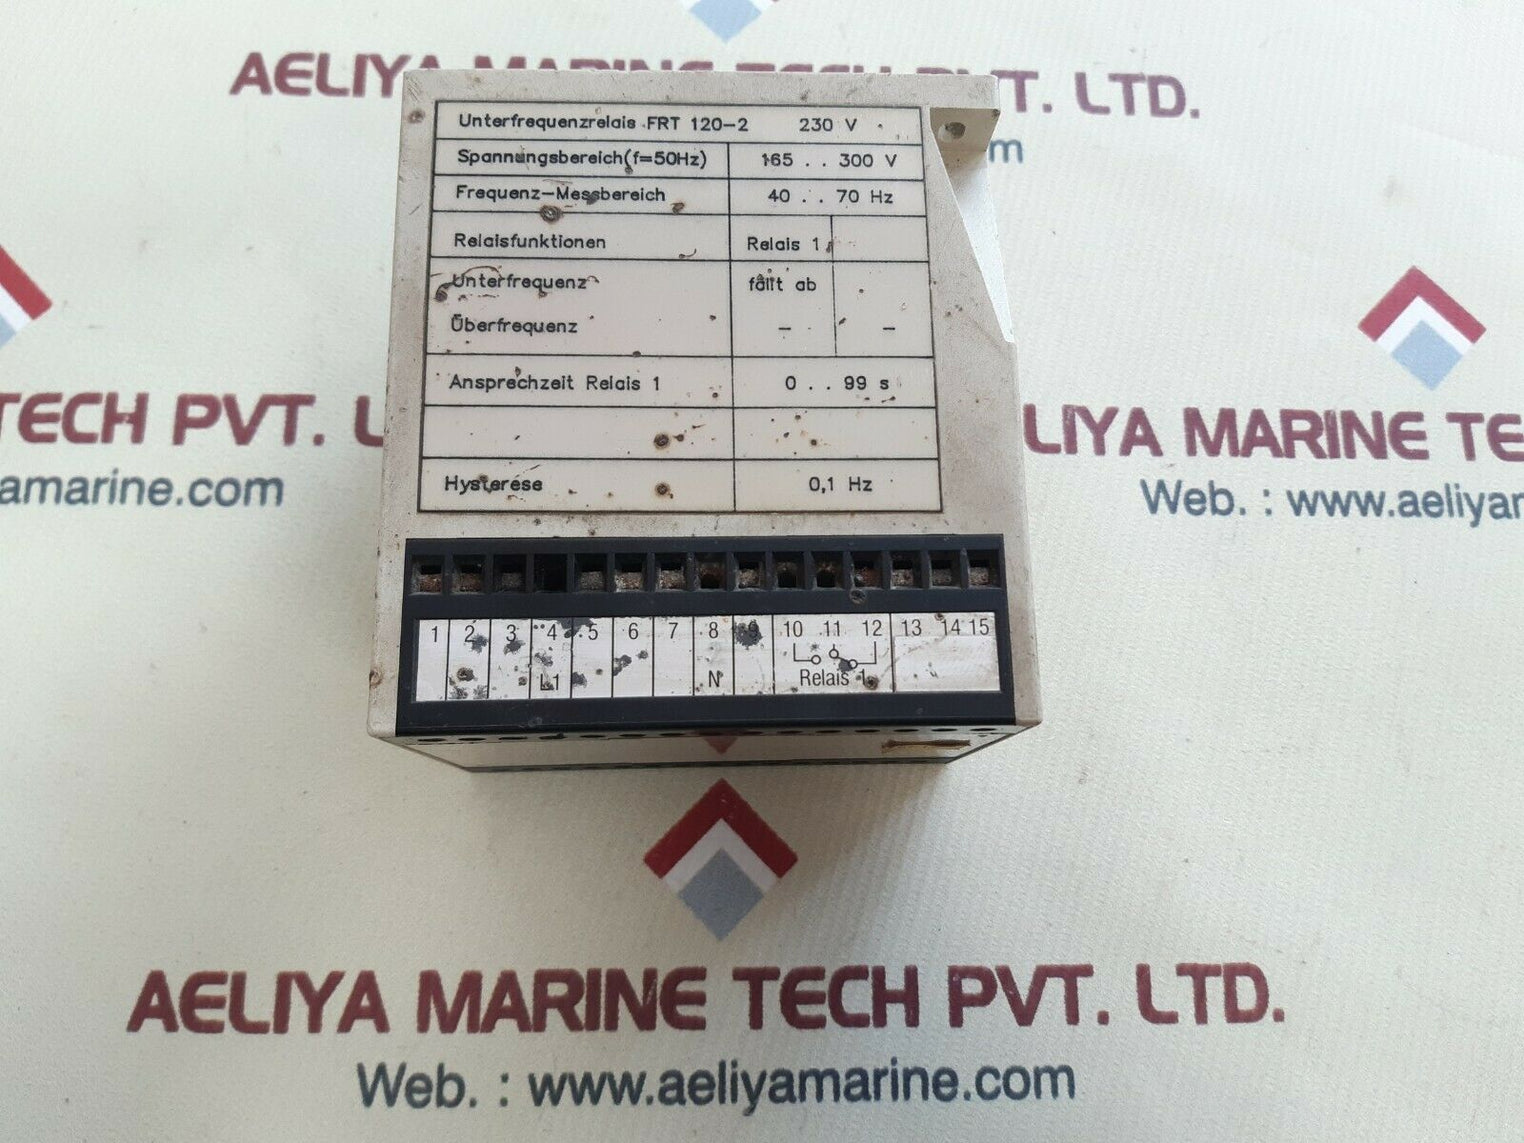 AELIYA MARINE TECH PVT. LTD.
Unterfrequenzrelais FRT 120-2 230 V
Spannungsbereich(f=50Hz) 165 . . 300 V
Frequenz-Messbereich 40 . . 70 Hz
Relaisfunktionen Relais 1
Unterfrequenz fällt ab
Überfrequenz - -
Ansprechzeit Relais 1 0 . . 99 s
Hysterese 0,1 Hz
1 2 3 4 5 6 7 8 9 10 11 12 13 14 15
L1 N Relais 1
TECH PVT. L
amarine.com
LIYA MARINE TE
Web. : www.aeliyam
AELIYA MARINE TECH PVT. LTD.
Web. : www.aeliyamarine.com